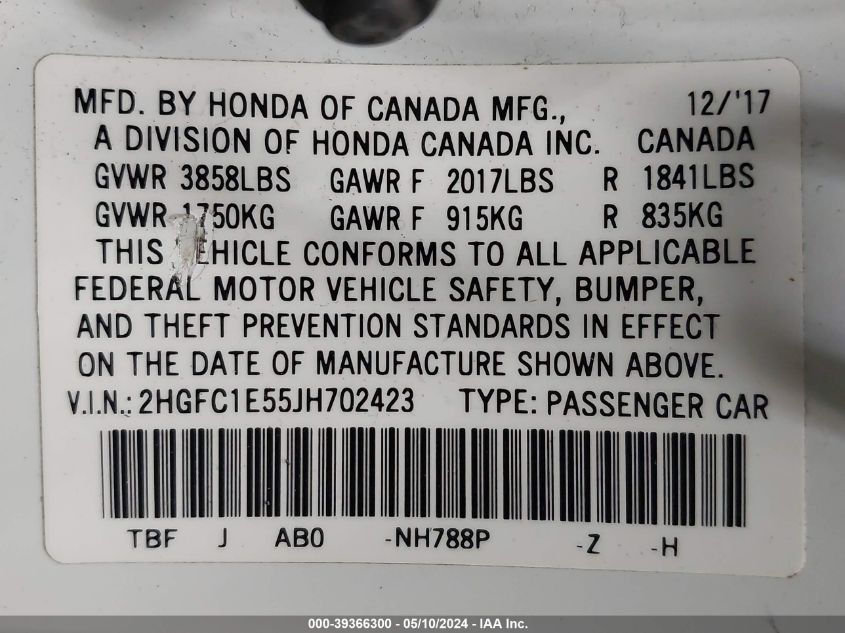 MFD. BY HONDA OF CANADA MFG., 12/'17
A DIVISION OF HONDA CANADA INC. CANADA
GVWR 3858LBS GAWR F 2017LBS R 1841LBS
GVWR 1750KG GAWR F 915KG R 835KG
THIS VEHICLE CONFORMS TO ALL APPLICABLE
FEDERAL MOTOR VEHICLE SAFETY, BUMPER,
AND THEFT PREVENTION STANDARDS IN EFFECT
ON THE DATE OF MANUFACTURE SHOWN ABOVE.
V.I.N.: 2HGFC1E55JH702423 TYPE: PASSENGER CAR
TBF J AB0 -NH788P -Z -H
000-39366300 - 05/10/2024 - IAA Inc.